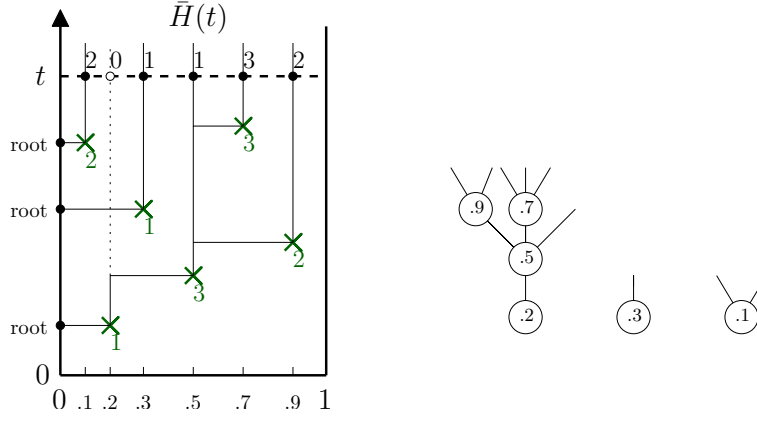 H̄(t)
2 0 1 1 3 2
t
root
2
3
root
1
2
3
root
1
0
0 .1 .2 .3 .5 .7 .9 1
.9 .7
.5
.2 .3 .1